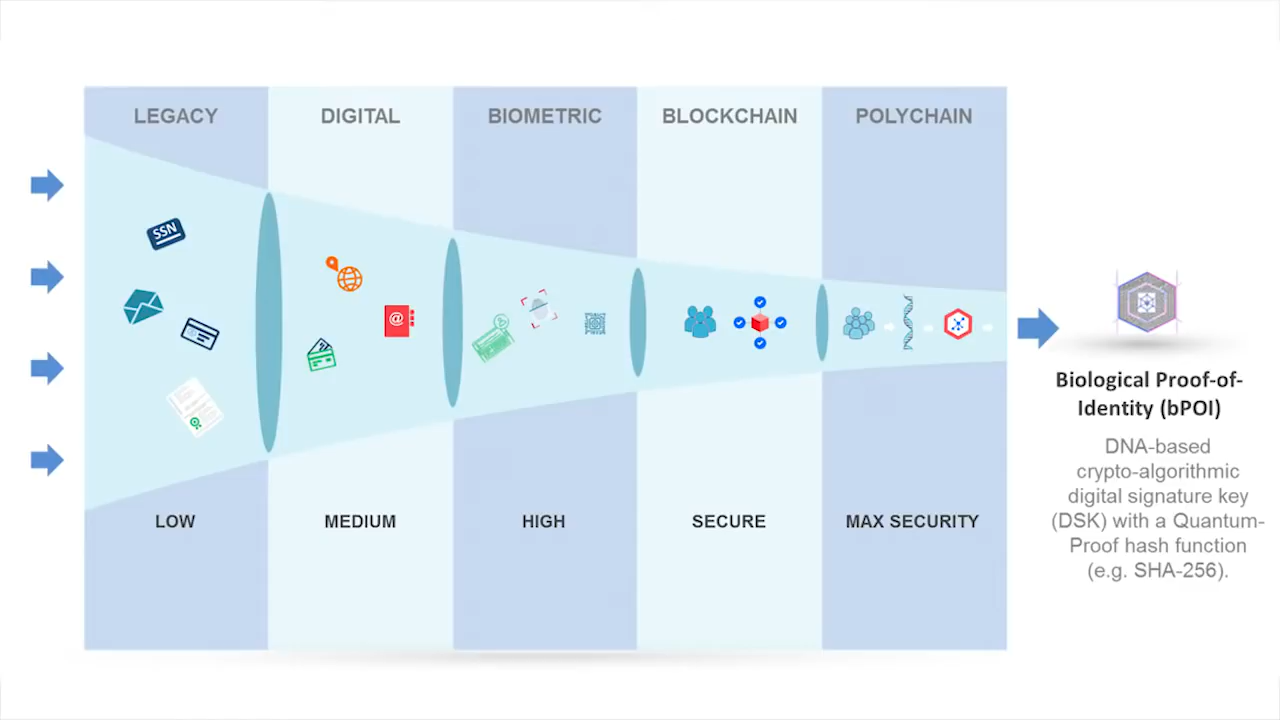 LEGACY
DIGITAL
BIOMETRIC
BLOCKCHAIN
POLYCHAIN
SSN
@
LOW
MEDIUM
HIGH
SECURE
MAX SECURITY
Biological Proof-of-
Identity (bPOI)
DNA-based
crypto-algorithmic
digital signature key
(DSK) with a Quantum-
Proof hash function
(e.g. SHA-256).